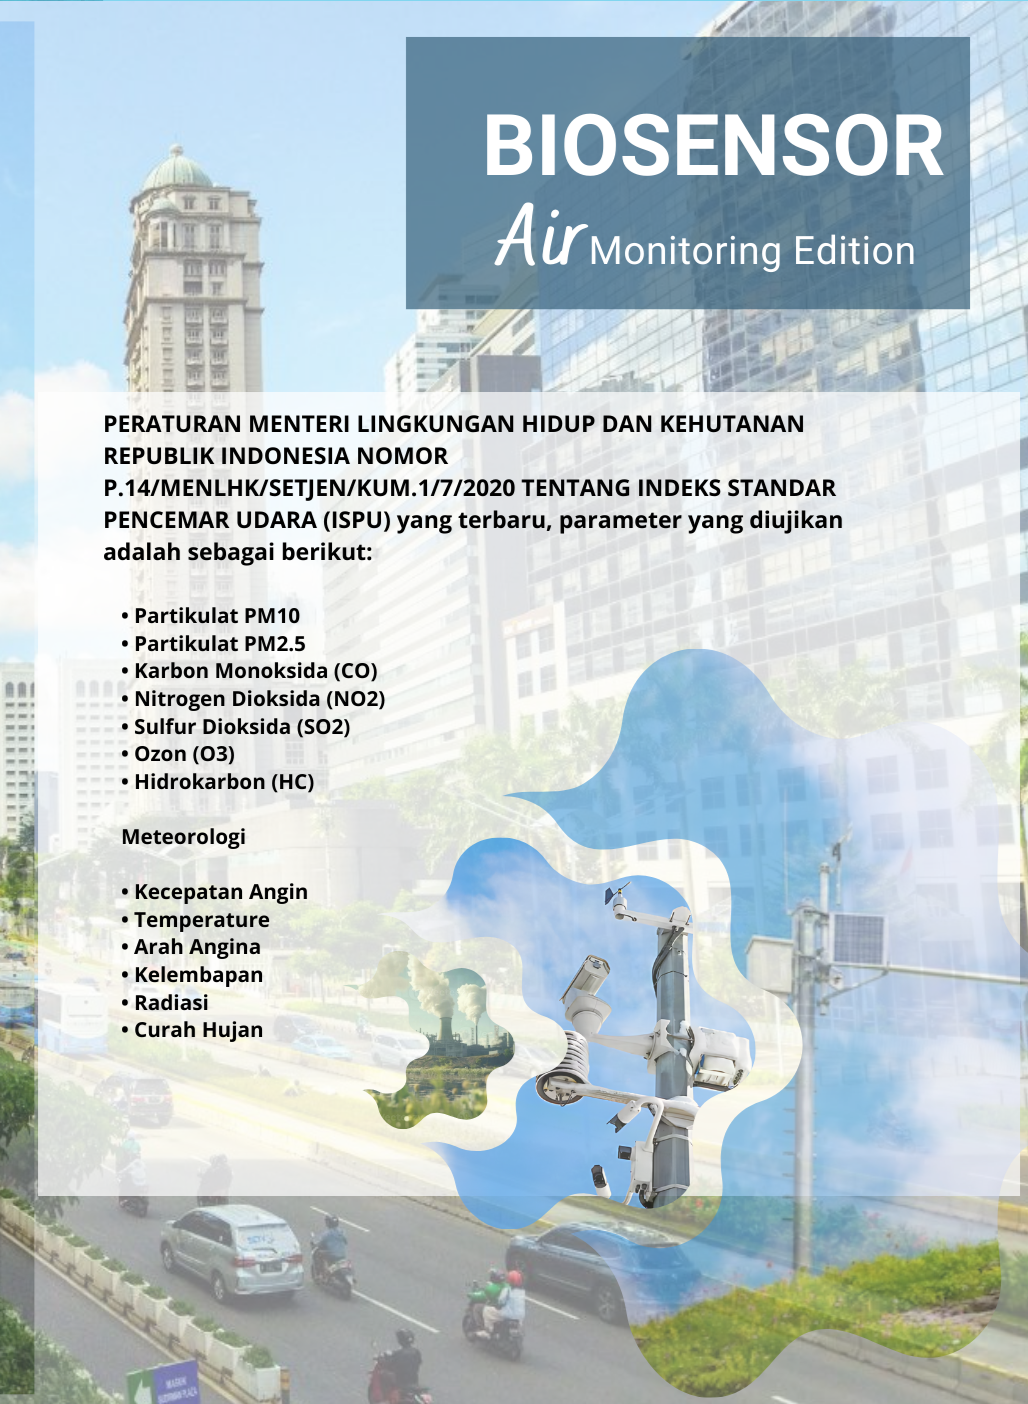 BIOSENSOR
Air Monitoring Edition
PERATURAN MENTERI LINGKUNGAN HIDUP DAN KEHUTANAN
REPUBLIK INDONESIA NOMOR
P.14/MENLHK/SETJEN/KUM.1/7/2020 TENTANG INDEKS STANDAR
PENCEMAR UDARA (ISPU) yang terbaru, parameter yang diujikan
adalah sebagai berikut:
• Partikulat PM10
• Partikulat PM2.5
• Karbon Monoksida (CO)
• Nitrogen Dioksida (NO2)
• Sulfur Dioksida (SO2)
• Ozon (O3)
• Hidrokarbon (HC)
Meteorologi
• Kecepatan Angin
• Temperature
• Arah Angina
• Kelembapan
• Radiasi
• Curah Hujan